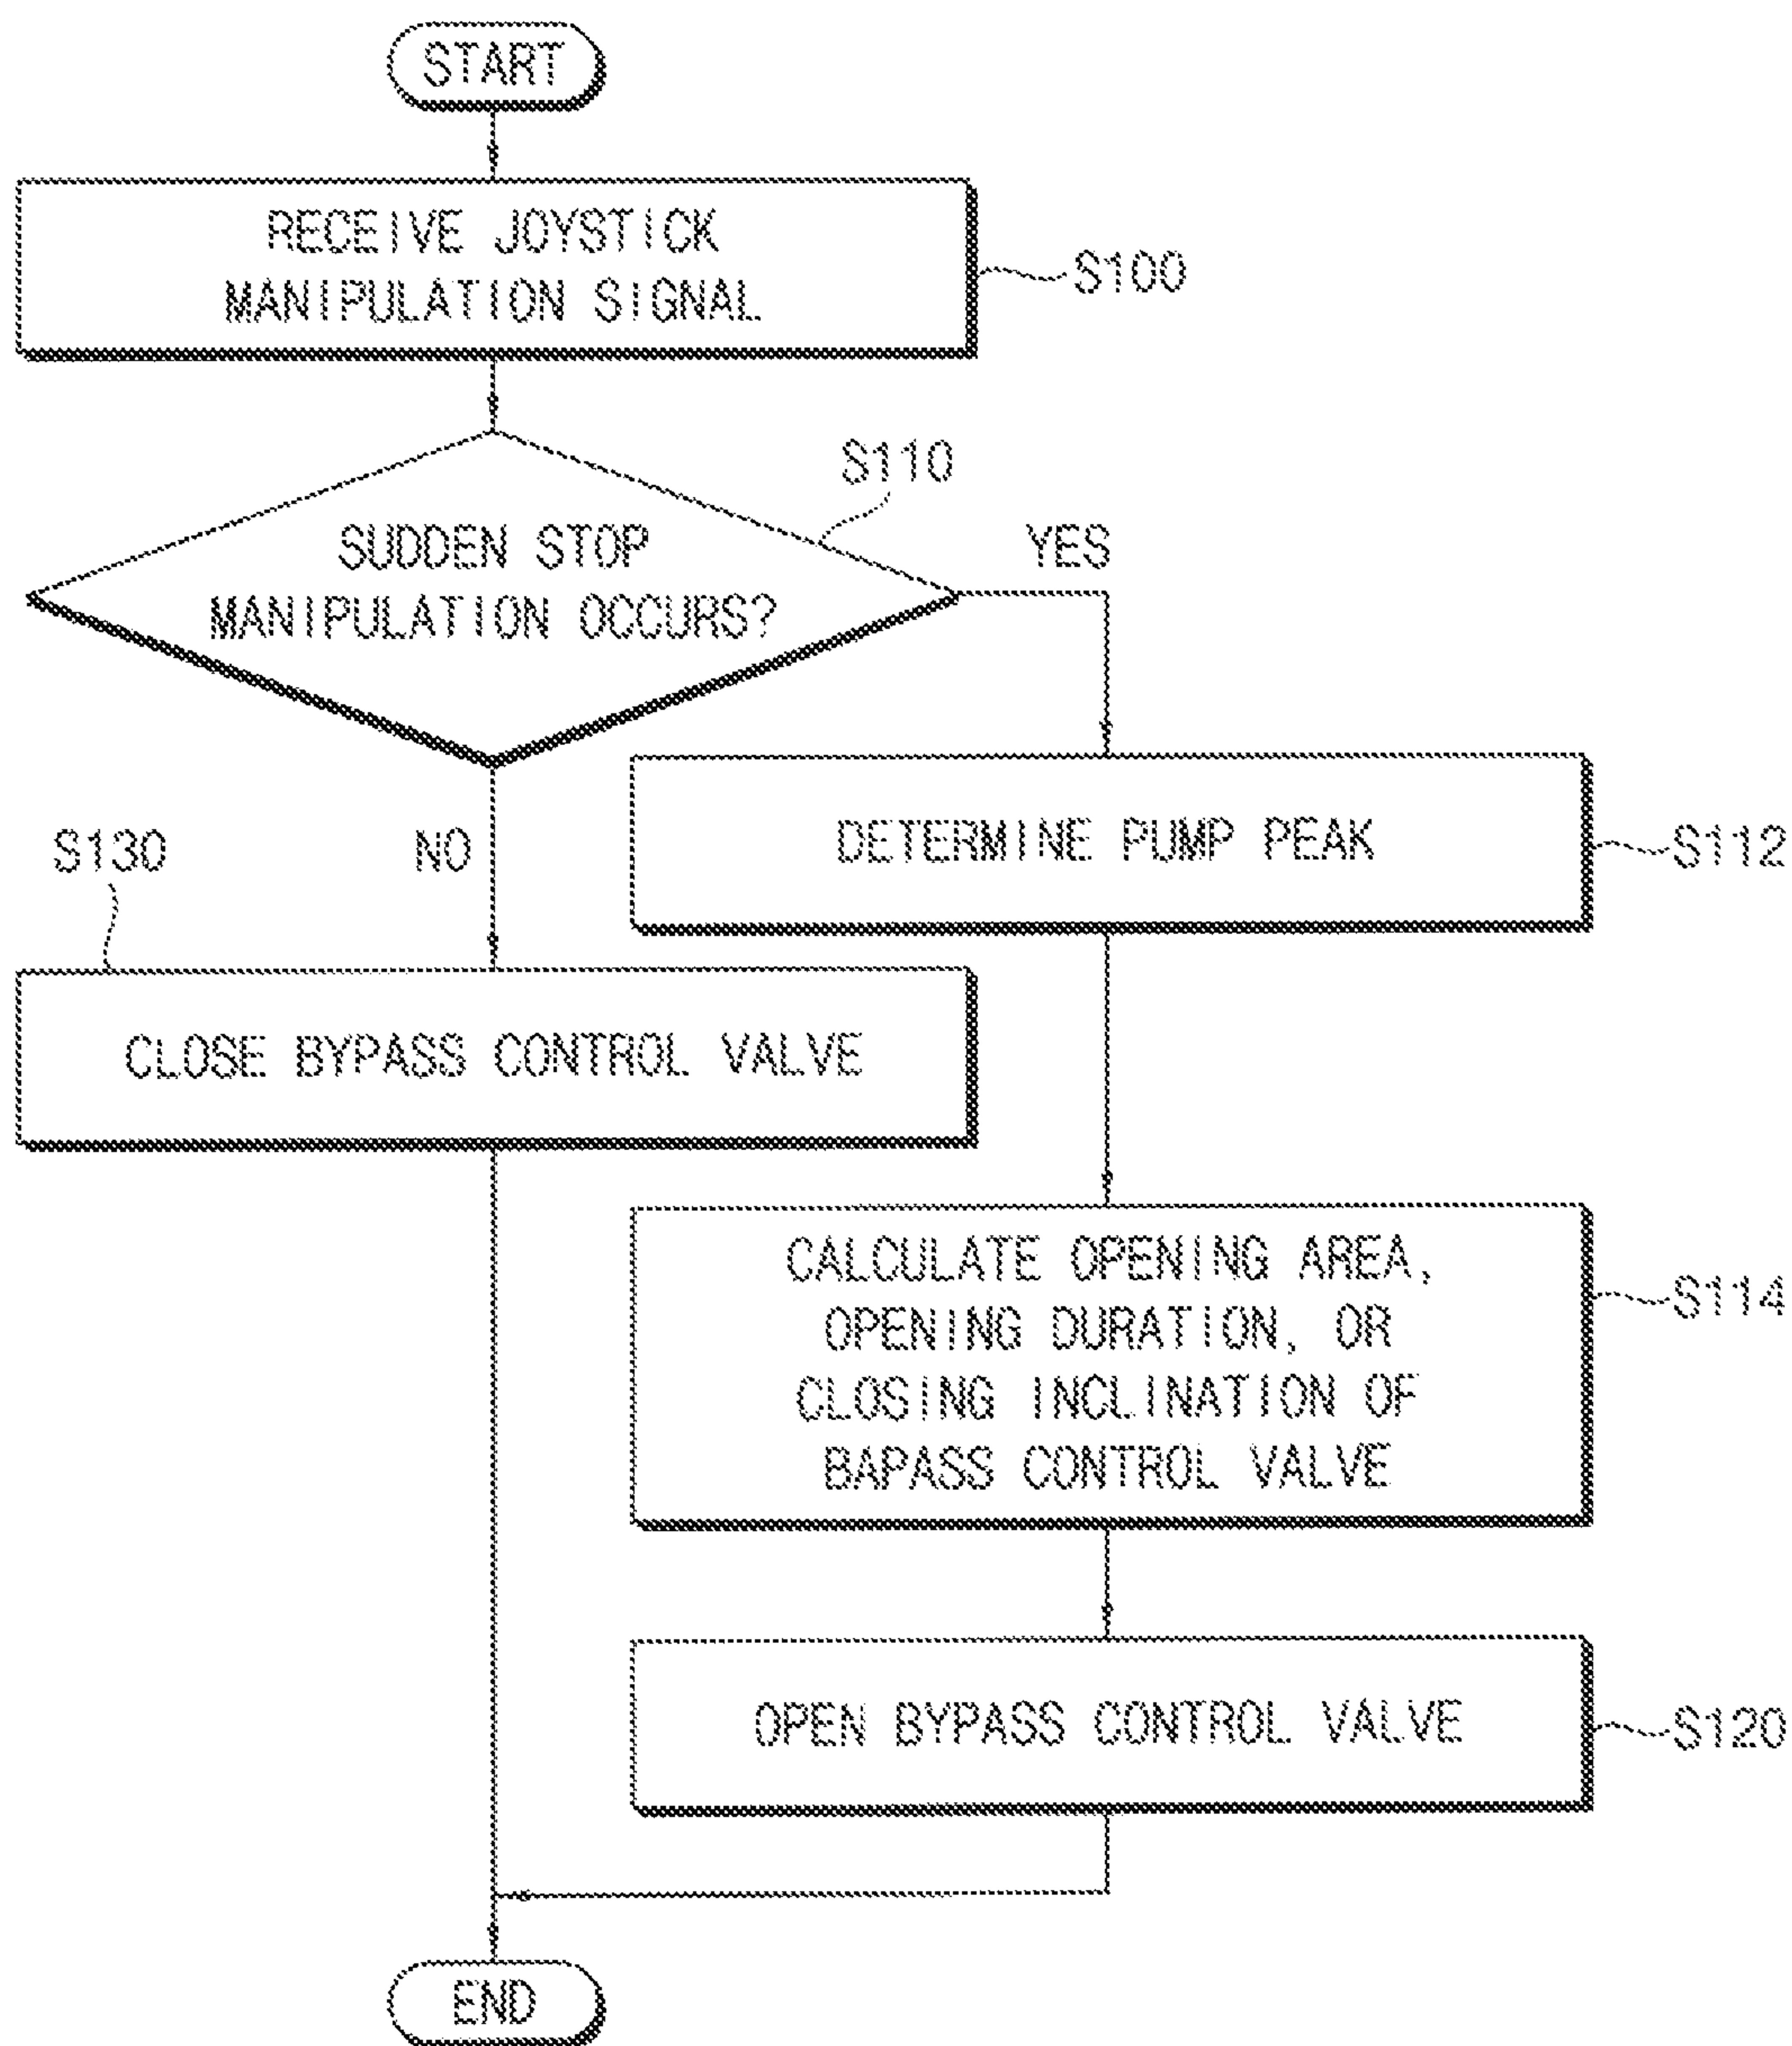 START
RECEIVE JOYSTICK
MANIPULATION SIGNAL
S100
S110
SUDDEN STOP
MANIPULATION OCCURS?
YES
DETERMINE PUMP PEAK
S112
S130
NO
CLOSE BYPASS CONTROL VALVE
CALCULATE OPENING AREA,
OPENING DURATION, OR
CLOSING INCLINATION OF
BAPASS CONTROL VALVE
S114
OPEN BYPASS CONTROL VALVE
S120
END